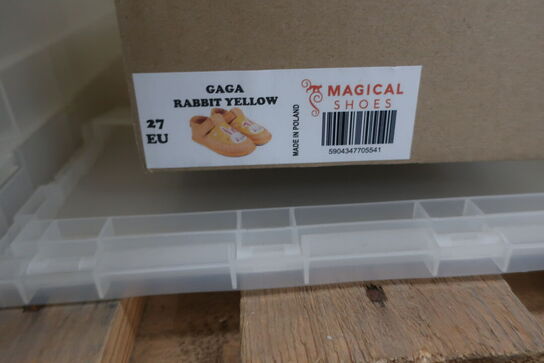 GAGA
RABBIT YELLOW
27
EU
MADE IN POLAND
MAGICAL
SHOES
5904347705541